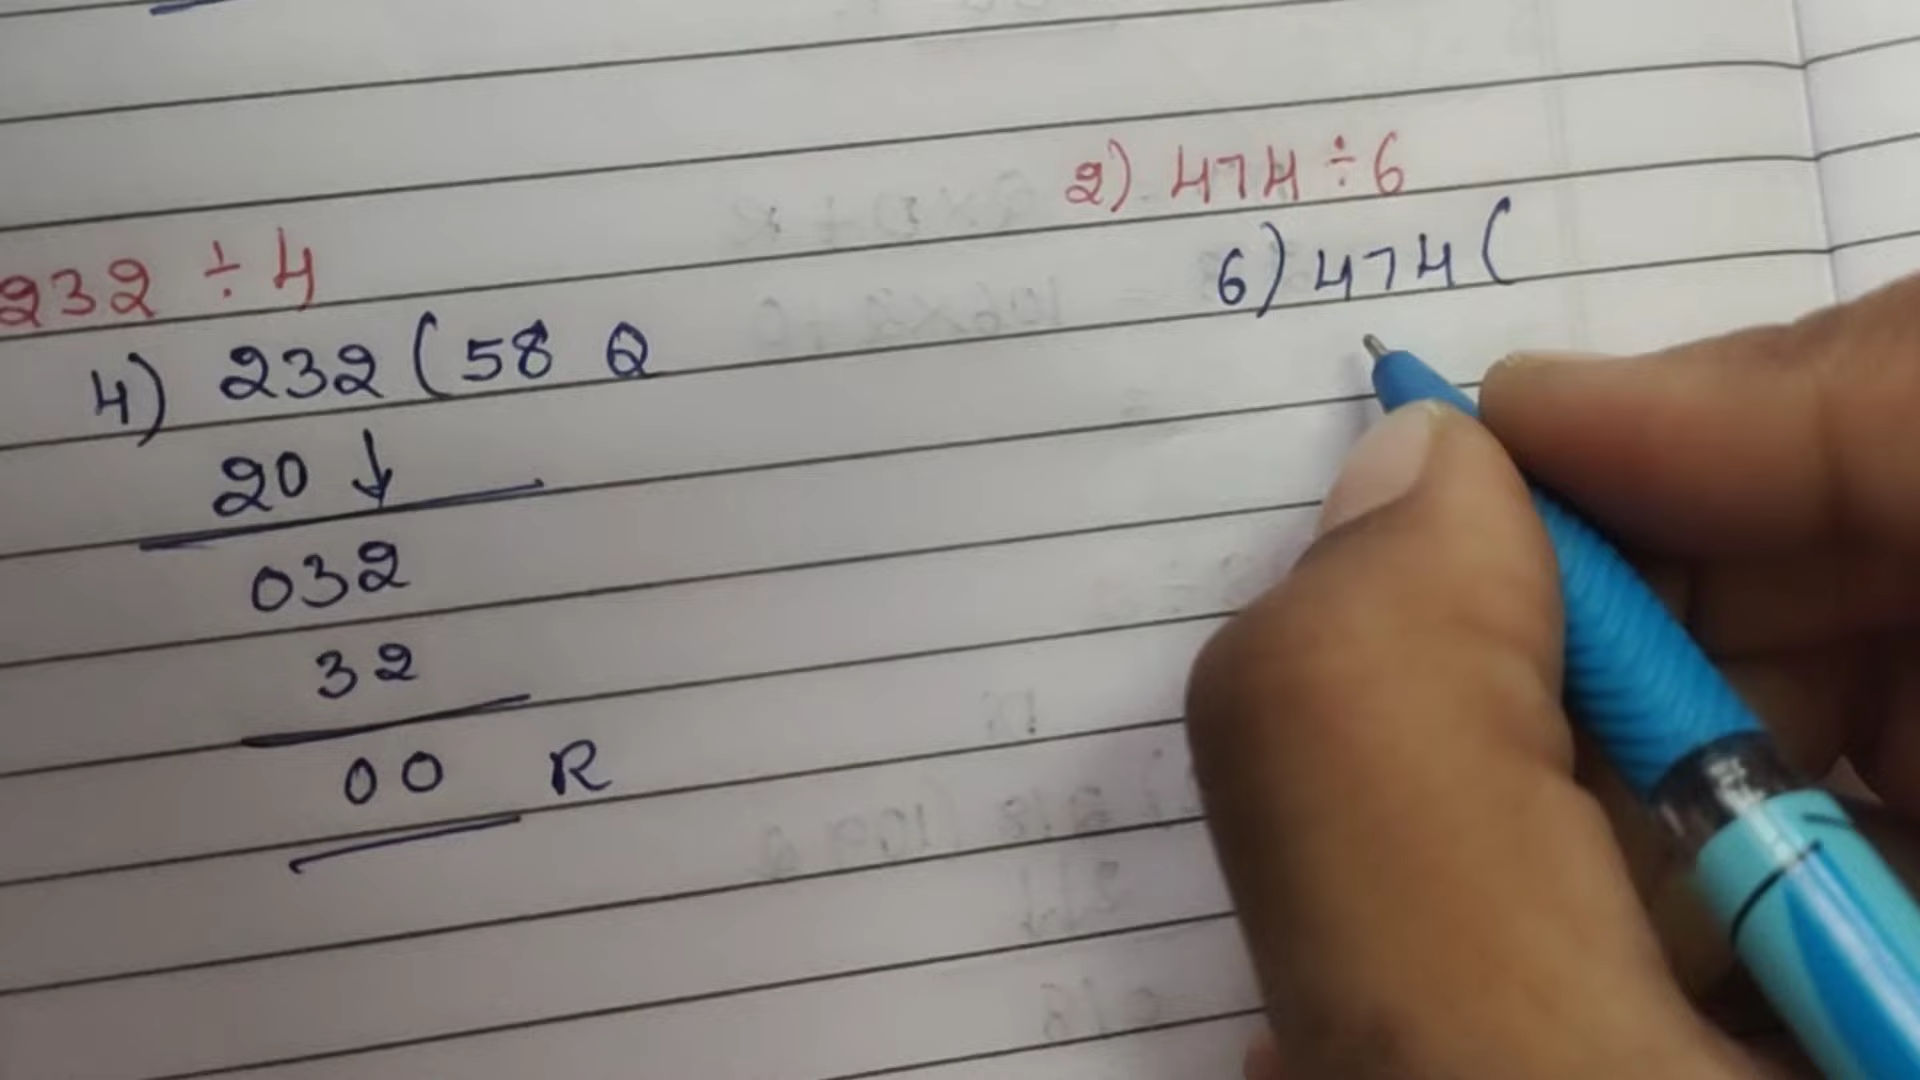 232 ÷ 4
4) 232 ( 58 Q
20 ↓
032
32
00 R
2) 474 ÷ 6
6) 474 (